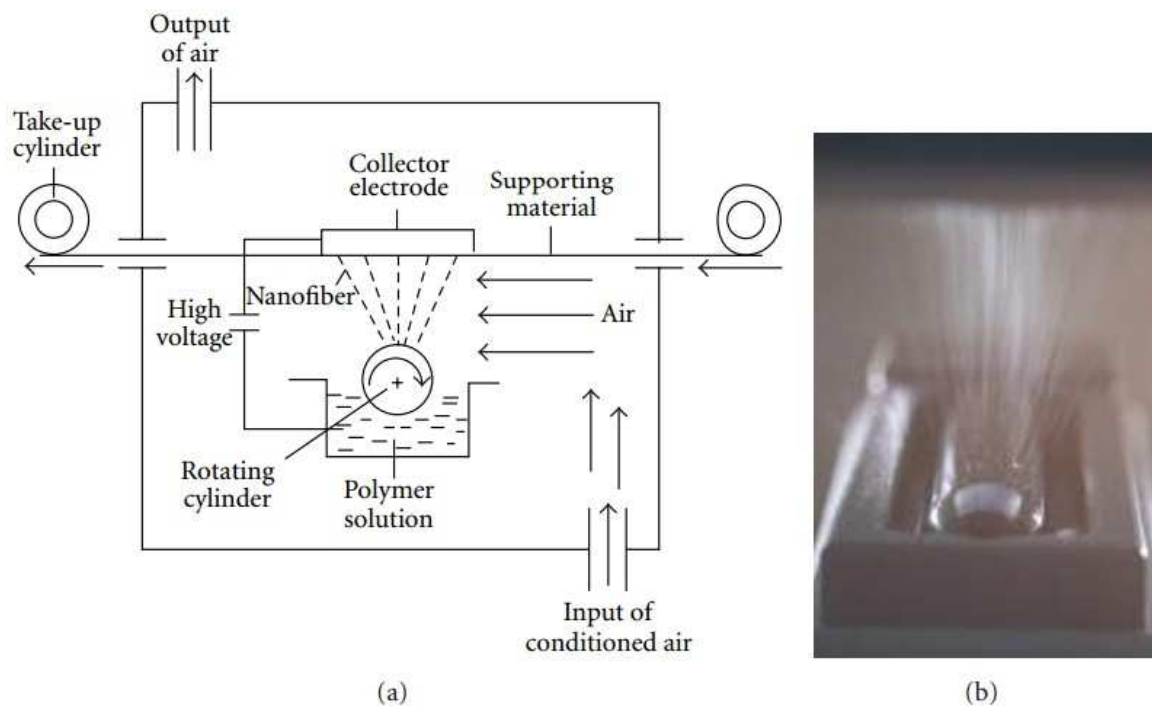 Output
of air
Take-up
cylinder
Collector
electrode
Supporting
material
Nanofiber
High
voltage
Air
Rotating
cylinder
Polymer
solution
Input of
conditioned air
(a)
(b)